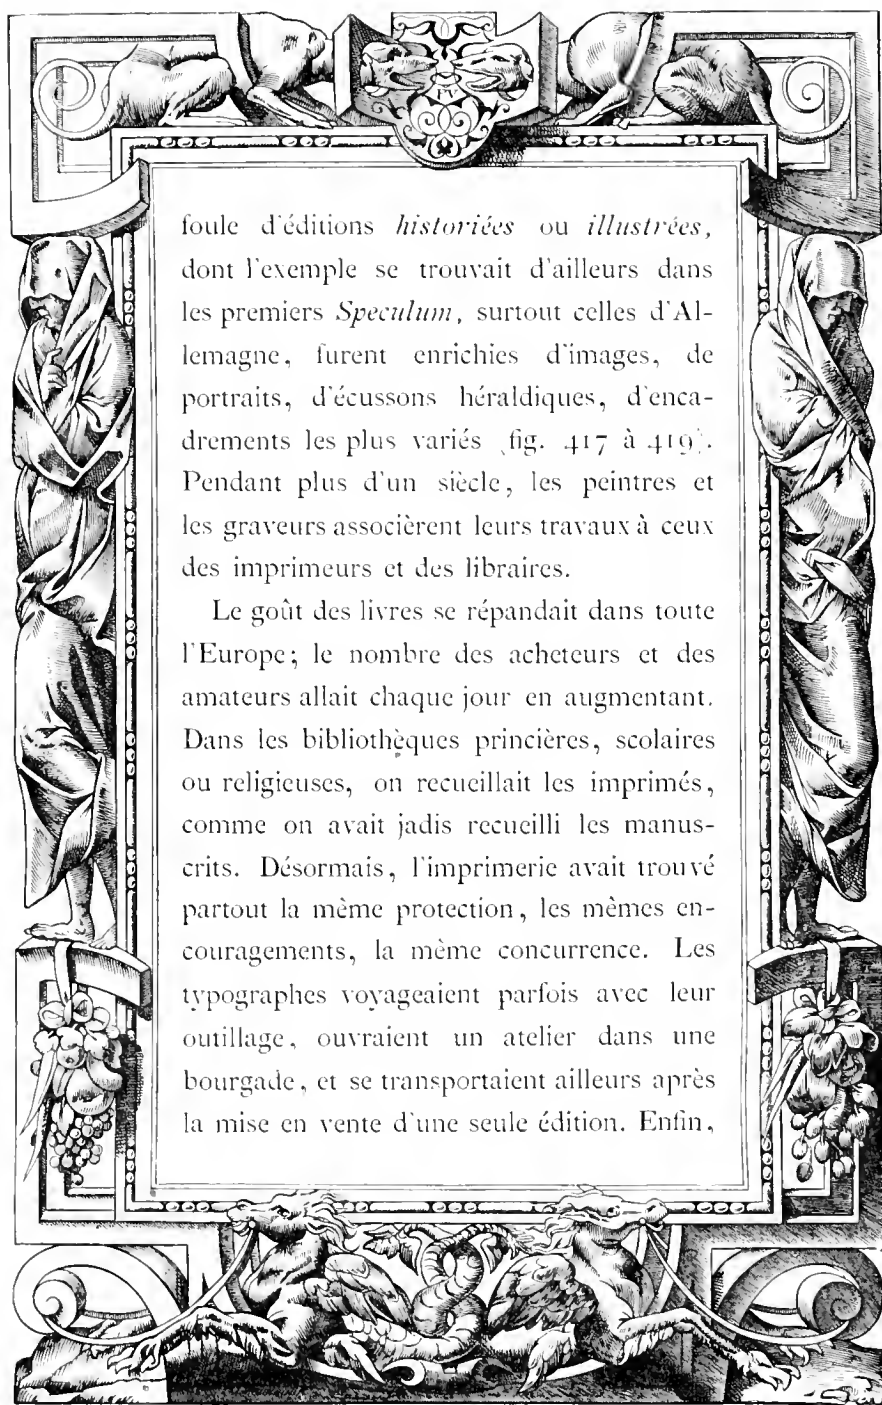 foule d'éditions historiées ou illustrées,
dont l'exemple se trouvait d'ailleurs dans
les premiers Speculum, surtout celles d'Al-
lemagne, furent enrichies d'images, de
portraits, d'écussons héraldiques, d'enca-
drements les plus variés (fig. 417 à 419).
Pendant plus d'un siècle, les peintres et
les graveurs associèrent leurs travaux à ceux
des imprimeurs et des libraires.
Le goût des livres se répandait dans toute
l'Europe; le nombre des acheteurs et des
amateurs allait chaque jour en augmentant.
Dans les bibliothèques princières, scolaires
ou religieuses, on recueillait les imprimés,
comme on avait jadis recueilli les manus-
crits. Désormais, l'imprimerie avait trouvé
partout la même protection, les mêmes en-
couragements, la même concurrence. Les
typographes voyageaient parfois avec leur
outillage, ouvraient un atelier dans une
bourgade, et se transportaient ailleurs après
la mise en vente d'une seule édition. Enfin,